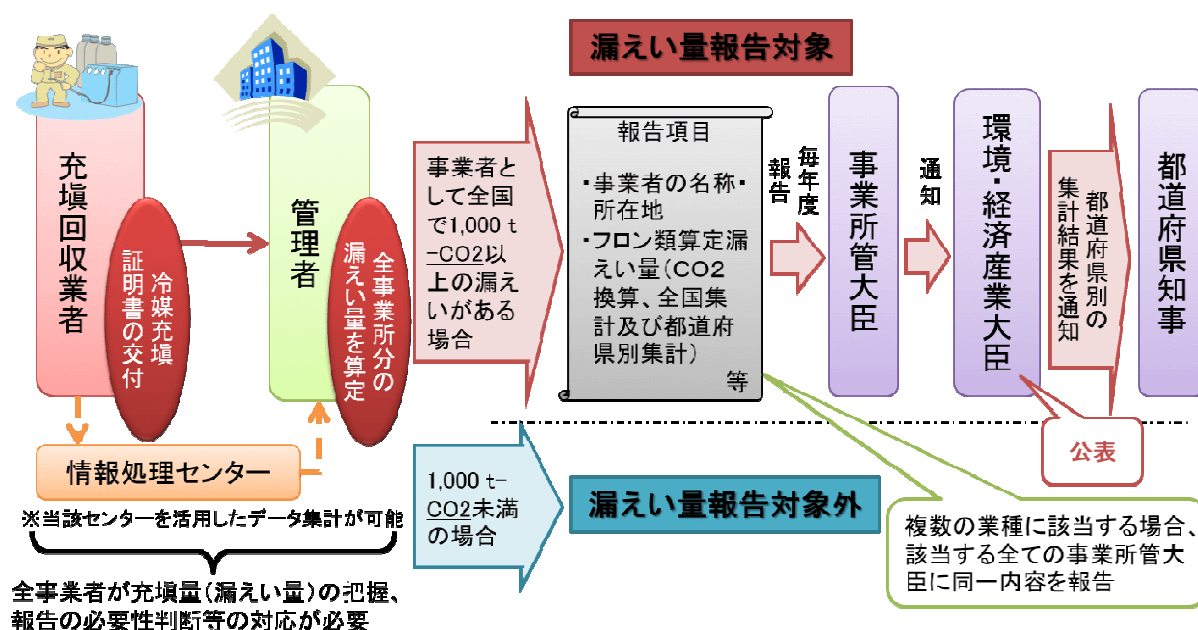 漏えい量報告対象
充填回収業者
冷媒充填
証明書の交付
管理者
全事業所分の
漏えい量を算定
事業者と
して全国
で1,000 t
-CO2以
上の漏え
いがある
場合
報告項目
・事業者の名称・
所在地
・フロン類算定漏
えい量(CO2
換算、全国集
計及び都道府
県別集計)
等
毎年度
報告
事業所管大臣
通知
環境・経済産業大臣
都道府県別の
集計結果を通知
都道府県知事
公表
情報処理センター
※当該センターを活用したデータ集計が可能
全事業者が充填量(漏えい量)の把握、
報告の必要性判断等の対応が必要
1,000 t-
CO2未満
の場合
漏えい量報告対象外
複数の業種に該当する場合、
該当する全ての事業所管大
臣に同一内容を報告